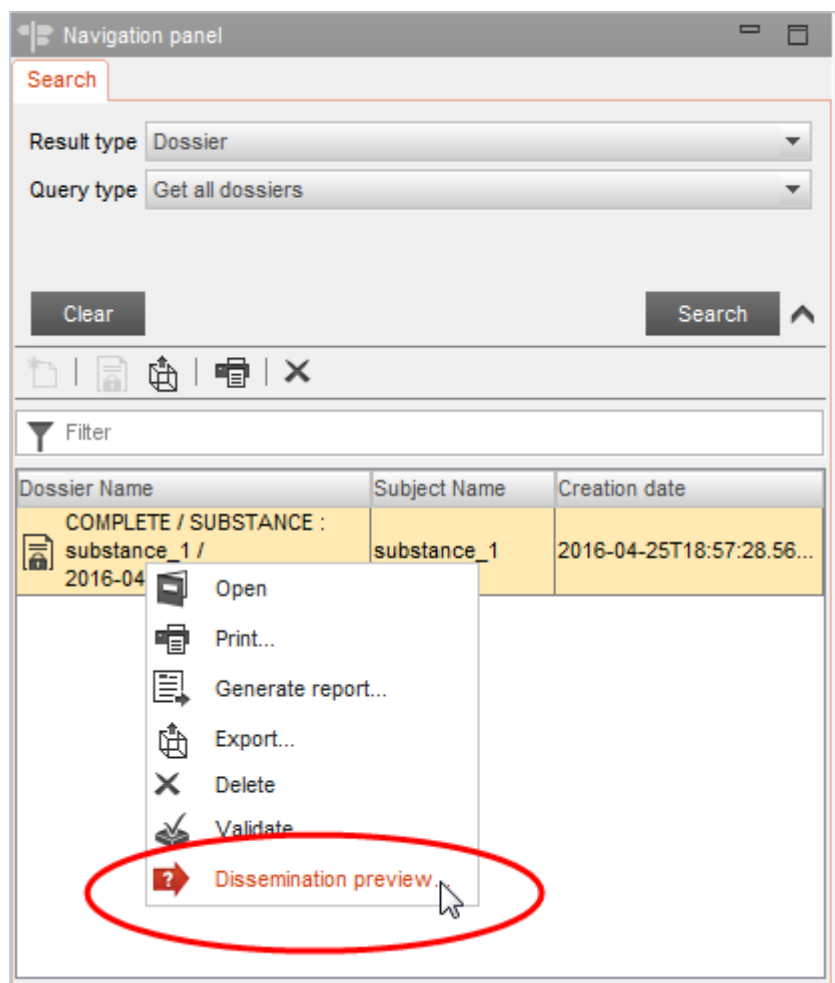 Navigation panel
Search
Result type Dossier
Query type Get all dossiers
Clear Search
Filter
Dossier Name Subject Name Creation date
COMPLETE / SUBSTANCE :
substance_1 / substance_1 2016-04-25T18:57:28.56...
2016-04
Open
Print...
Generate report...
Export...
Delete
Validate
? Dissemination preview...